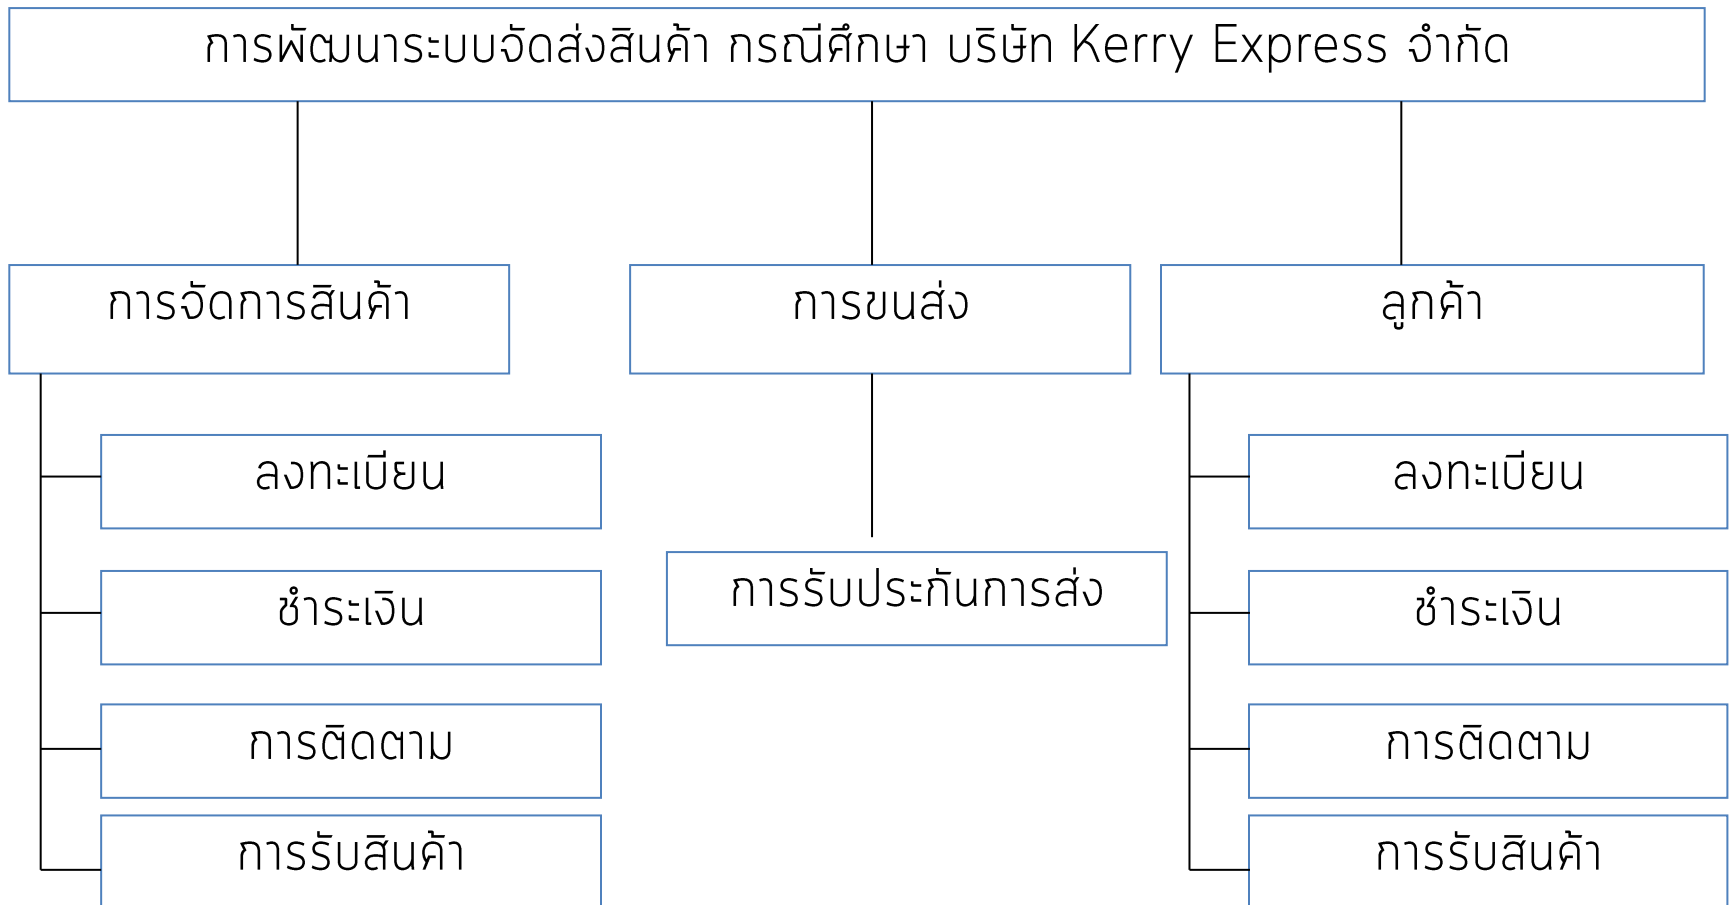 การพัฒนาระบบจัดส่งสินค้า กรณีศึกษา บริษัท Kerry Express จำกัด
การจัดการสินค้า
การขนส่ง
ลูกค้า
ลงทะเบียน
ชำระเงิน
การติดตาม
การรับสินค้า
การรับประกันการส่ง
ลงทะเบียน
ชำระเงิน
การติดตาม
การรับสินค้า